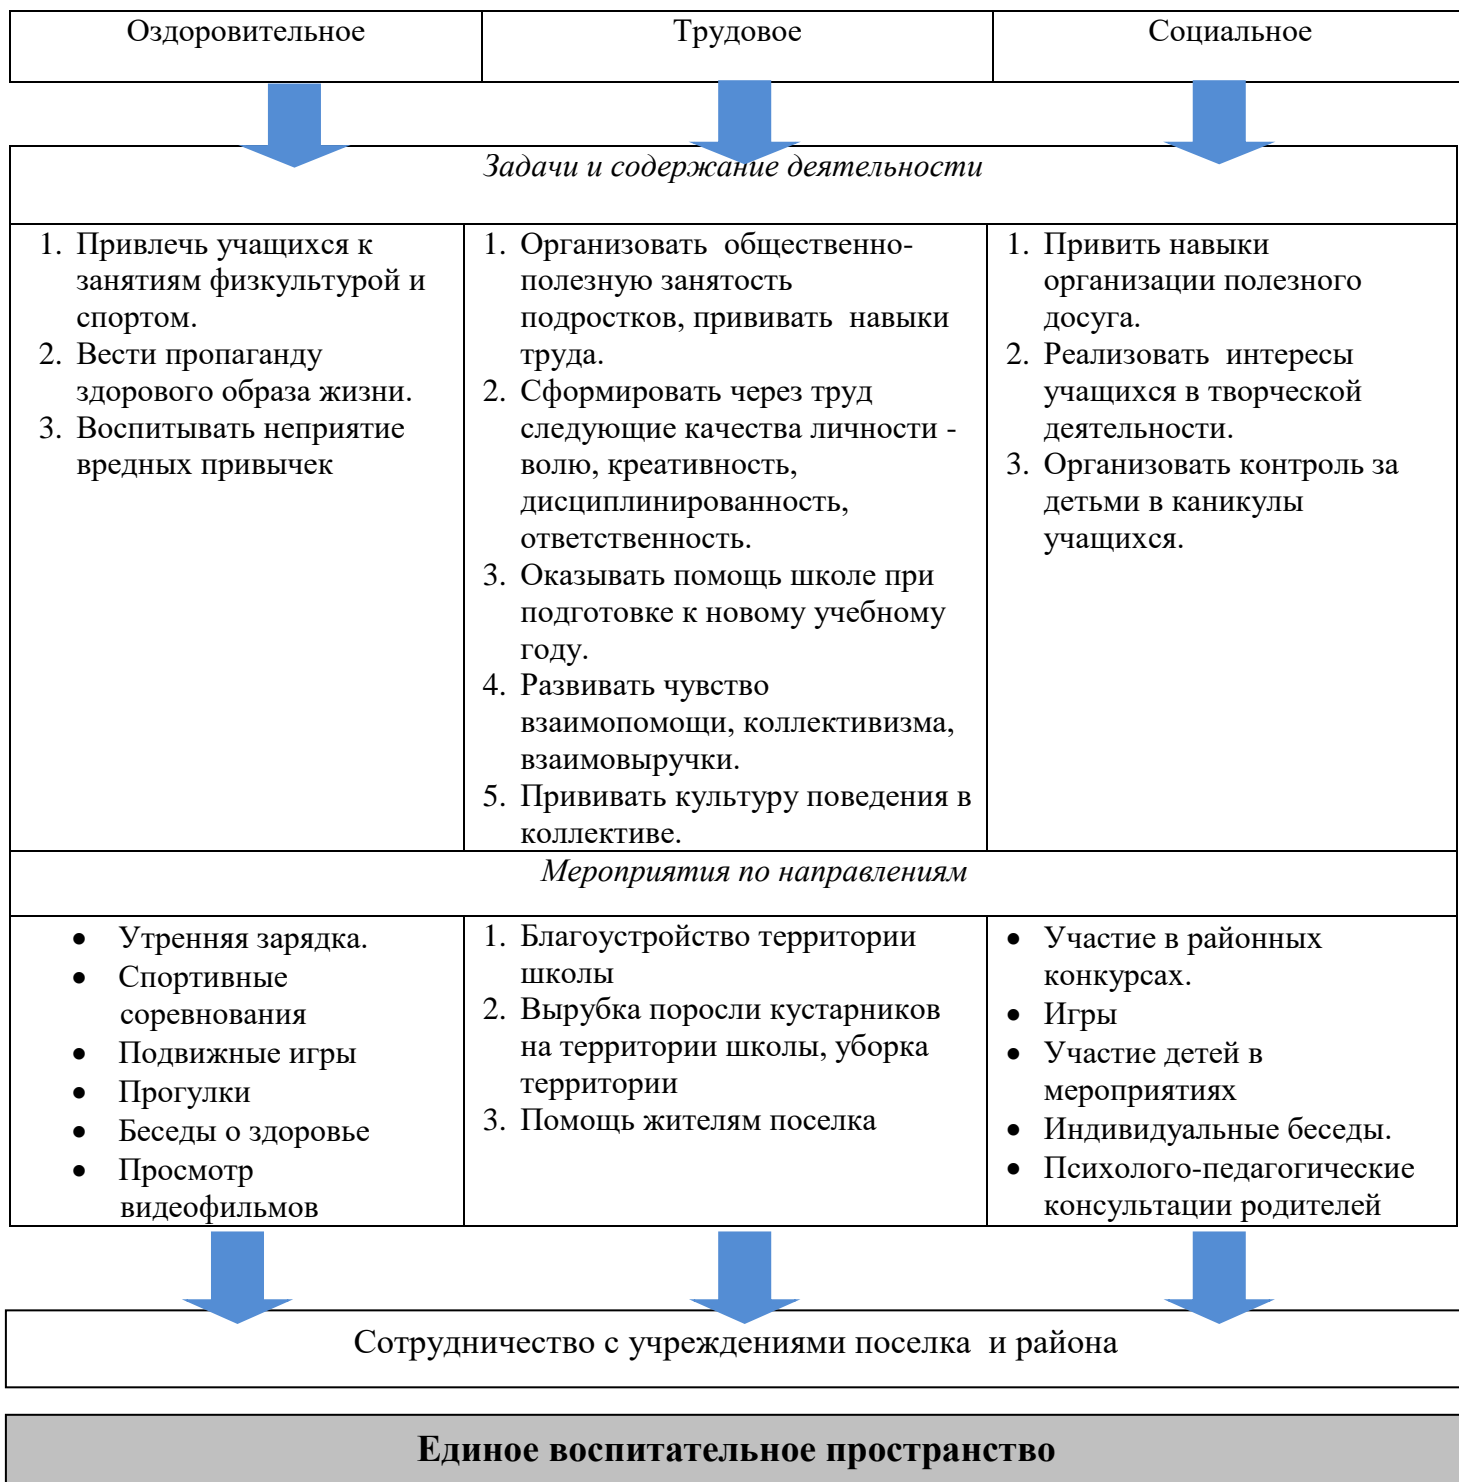 Оздоровительное
Трудовое
Социальное
Задачи и содержание деятельности
1. Привлечь учащихся к
занятиям физкультурой и
спортом.
2. Вести пропаганду
здорового образа жизни.
3. Воспитывать неприятие
вредных привычек
1. Организовать общественно-
полезную занятость
подростков, прививать навыки
труда.
2. Сформировать через труд
следующие качества личности -
волю, креативность,
дисциплинированность,
ответственность.
3. Оказывать помощь школе при
подготовке к новому учебному
году.
4. Развивать чувство
взаимопомощи, коллективизма,
взаимовыручки.
5. Прививать культуру поведения в
коллективе.
1. Привить навыки
организации полезного
досуга.
2. Реализовать интересы
учащихся в творческой
деятельности.
3. Организовать контроль за
детьми в каникулы
учащихся.
Мероприятия по направлениям
• Утренняя зарядка.
• Спортивные
соревнования
• Подвижные игры
• Прогулки
• Беседы о здоровье
• Просмотр
видеофильмов
1. Благоустройство территории
школы
2. Вырубка поросли кустарников
на территории школы, уборка
территории
3. Помощь жителям поселка
• Участие в районных
конкурсах.
• Игры
• Участие детей в
мероприятиях
• Индивидуальные беседы.
• Психолого-педагогические
консультации родителей
Сотрудничество с учреждениями поселка и района
Единое воспитательное пространство